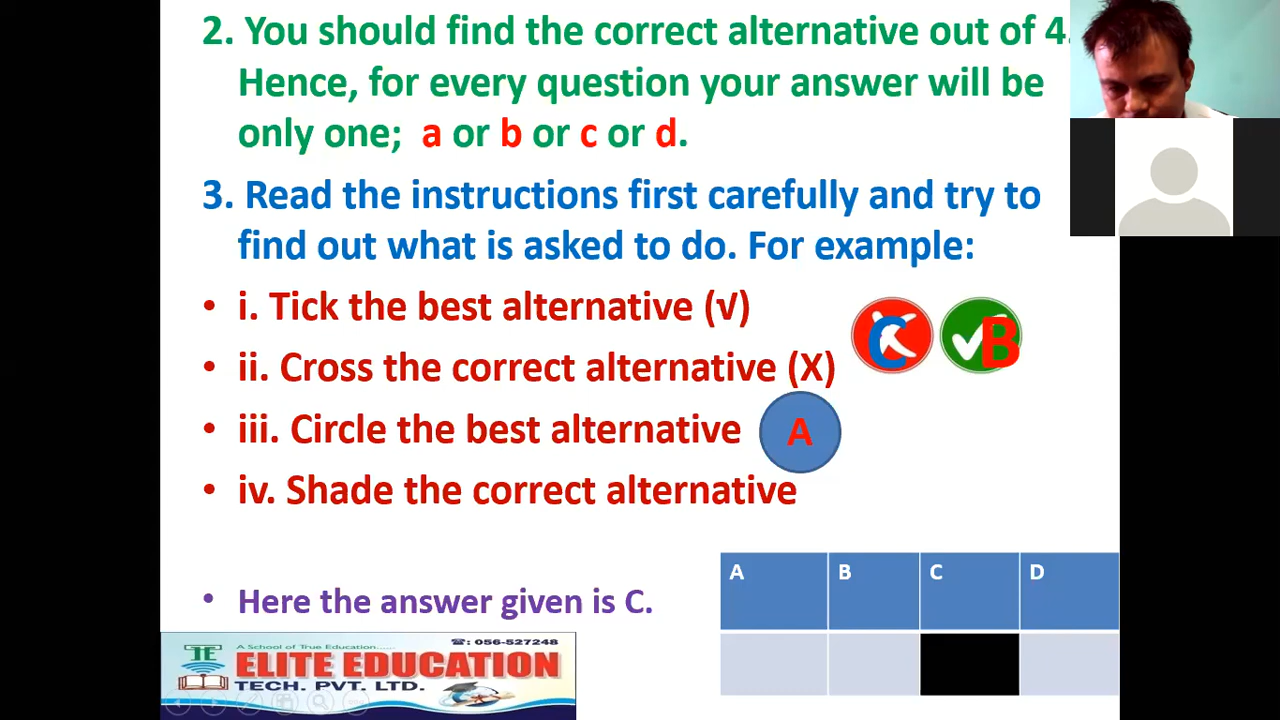 2. You should find the correct alternative out of 4.
Hence, for every question your answer will be
only one; a or b or c or d.
3. Read the instructions first carefully and try to
find out what is asked to do. For example:
• i. Tick the best alternative (√)
• ii. Cross the correct alternative (X)
C B
• iii. Circle the best alternative A
• iv. Shade the correct alternative
A B C D
• Here the answer given is C.
TE
A School of True Education...... ☎: 056-527248
ELITE EDUCATION
TECH. PVT. LTD.